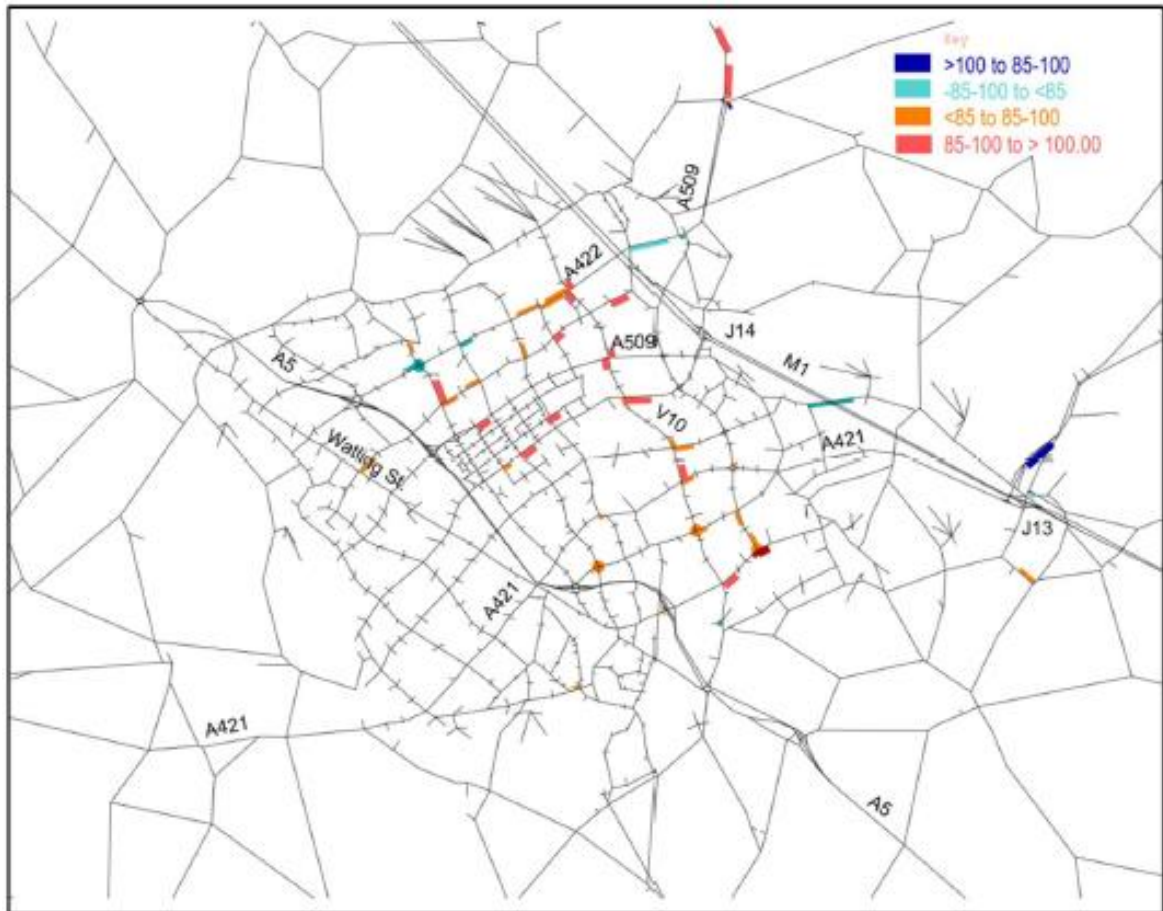 Key
>100 to 85-100
-85-100 to <85
<85 to 85-100
85-100 to > 100.00
A509
A422
J14
A509
M1
A5
V10
A421
Watling St.
J13
A421
A421
A5